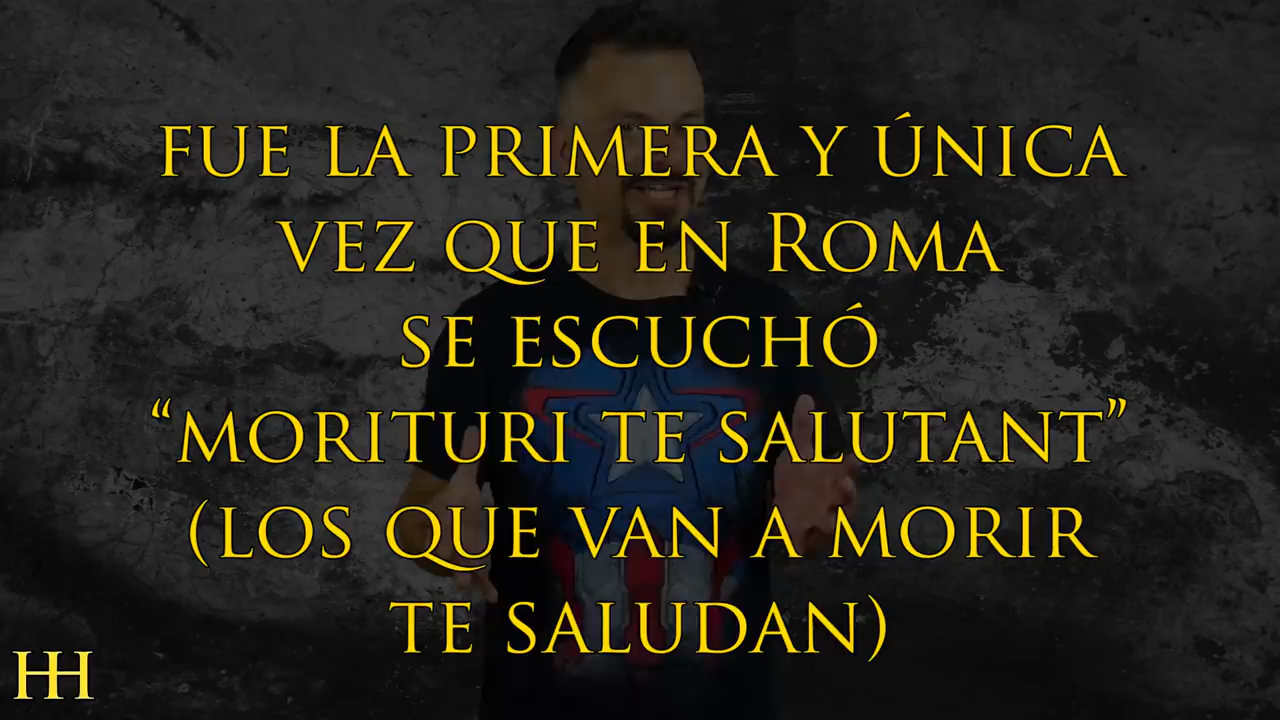 FUE LA PRIMERA Y ÚNICA
VEZ QUE EN ROMA
SE ESCUCHÓ
“MORITURI TE SALUTANT”
(LOS QUE VAN A MORIR
TE SALUDAN)
HH